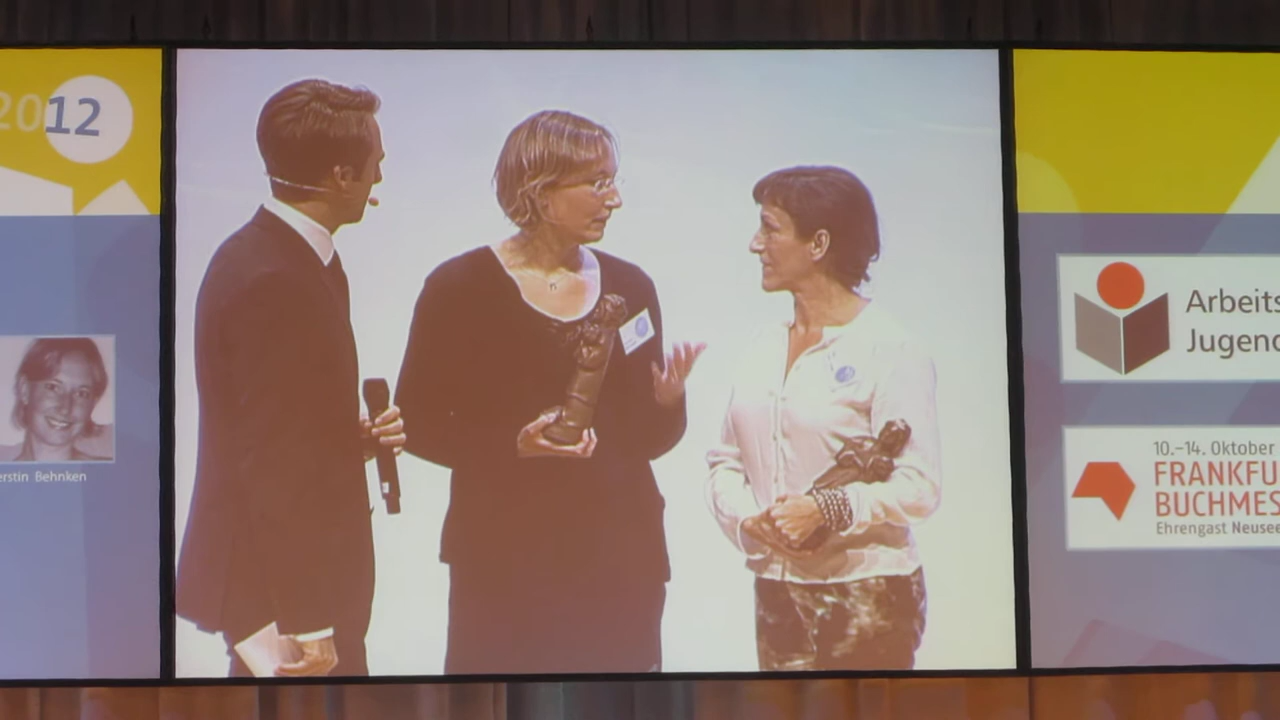 2012
erstin Behnken
Arbeits
Jugend
10.–14. Oktober
FRANKFU
BUCHMES
Ehrengast Neusee